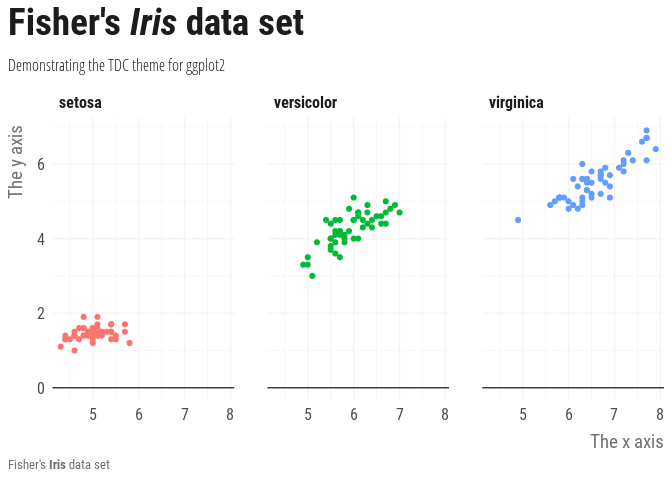 Fisher's Iris data set
Demonstrating the TDC theme for ggplot2
setosa
versicolor
virginica
The y axis
6
4
2
0
5 6 7 8
5 6 7 8
5 6 7 8
The x axis
Fisher's Iris data set